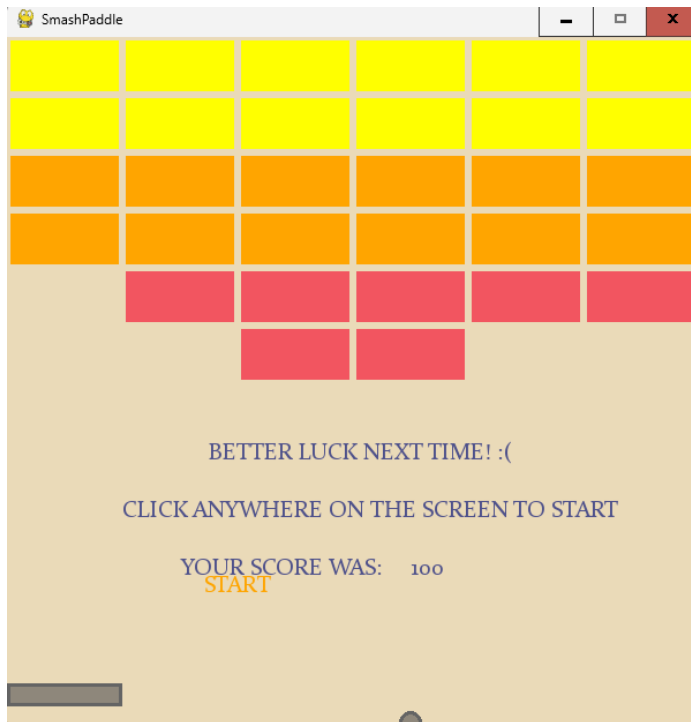 SmashPaddle
BETTER LUCK NEXT TIME! :(
CLICK ANYWHERE ON THE SCREEN TO START
YOUR SCORE WAS: 100
START